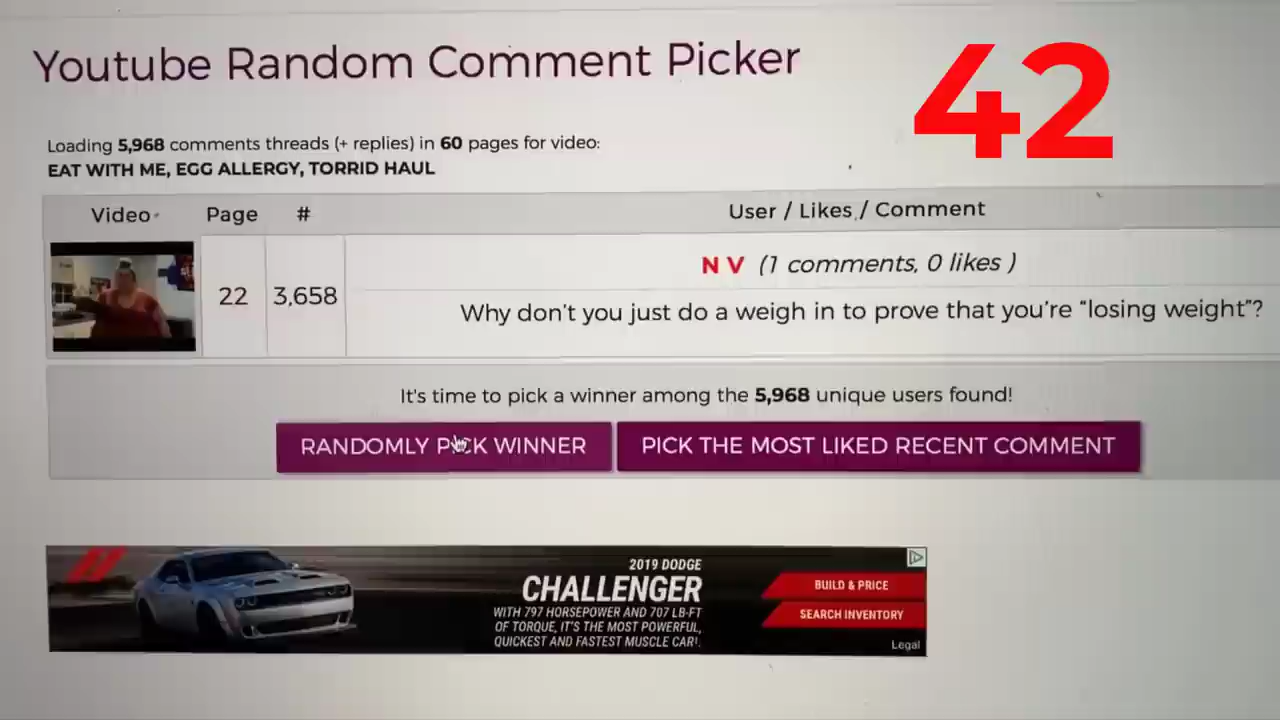 Youtube Random Comment Picker
42
Loading 5,968 comments threads (+ replies) in 60 pages for video:
EAT WITH ME, EGG ALLERGY, TORRID HAUL
Video Page # User / Likes / Comment
22 3,658 N V (1 comments, 0 likes )
Why don't you just do a weigh in to prove that you're “losing weight”?
It's time to pick a winner among the 5,968 unique users found!
RANDOMLY PICK WINNER PICK THE MOST LIKED RECENT COMMENT
2019 DODGE
CHALLENGER
WITH 797 HORSEPOWER AND 707 LB-FT
OF TORQUE, IT'S THE MOST POWERFUL,
QUICKEST AND FASTEST MUSCLE CAR¹.
BUILD & PRICE
SEARCH INVENTORY
Legal